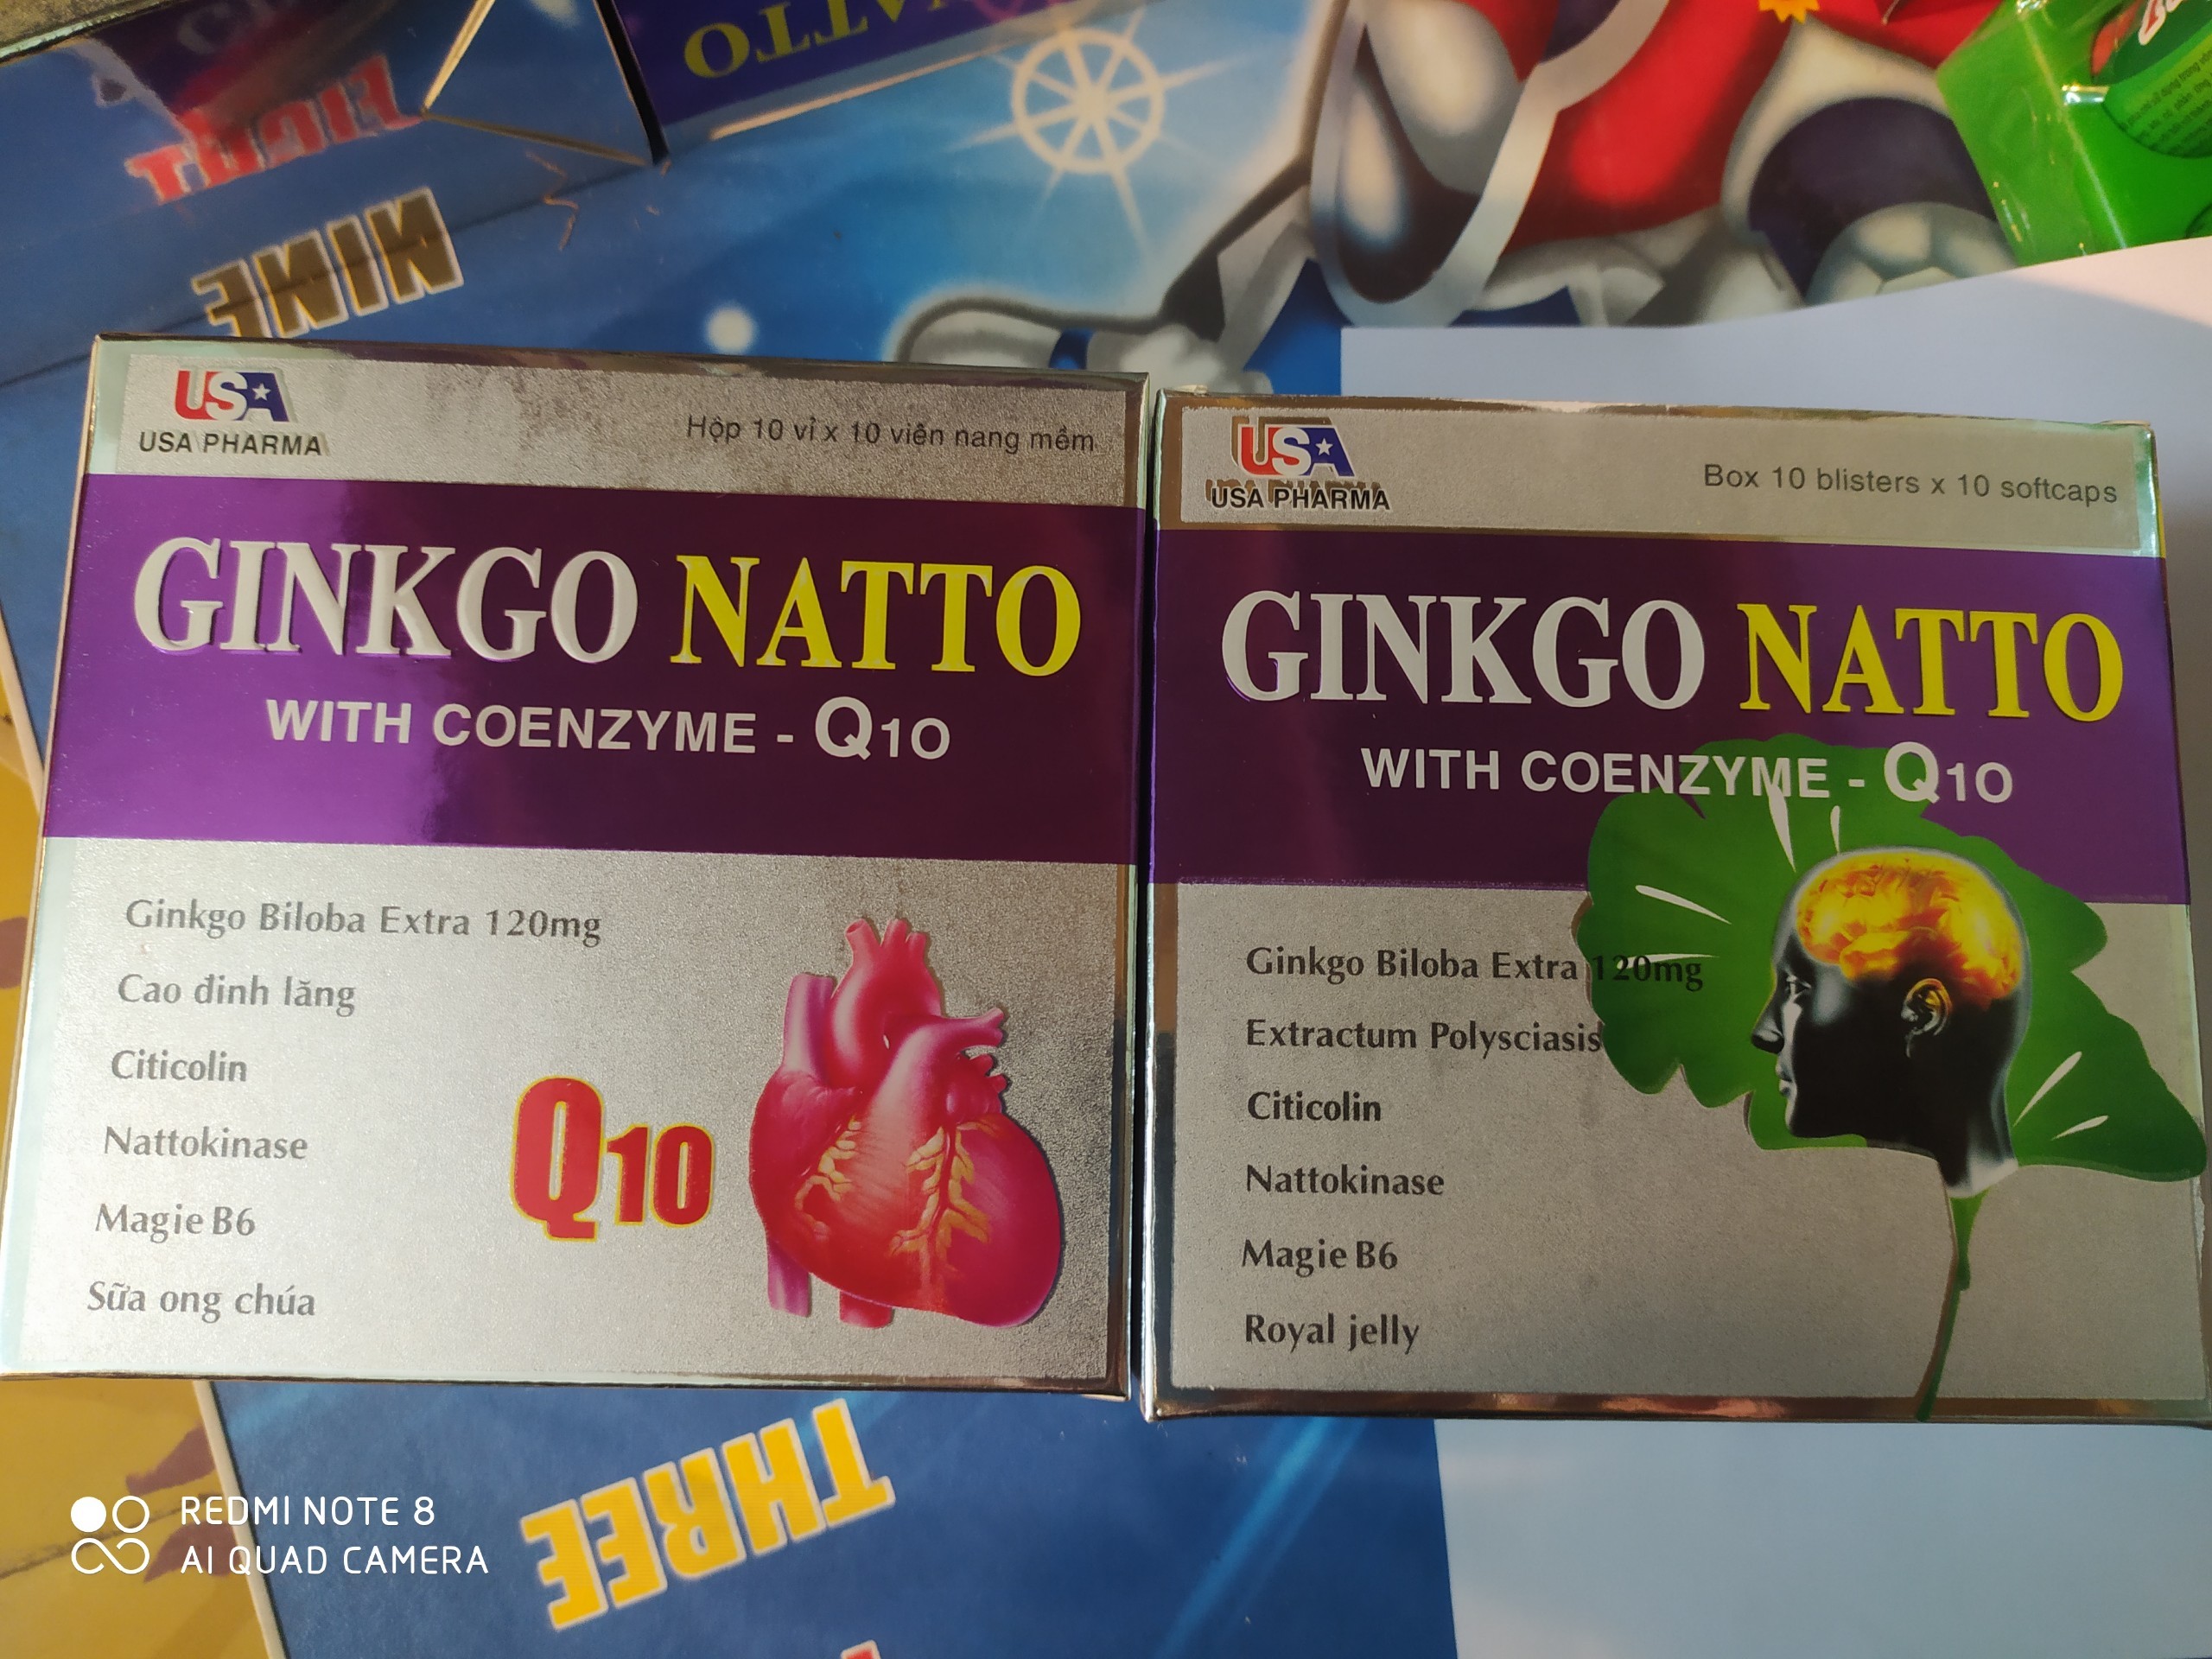 NATTO
EIGHT
NINE
USA
USA PHARMA
Hộp 10 vỉ x 10 viên nang mềm
GINKGO NATTO
WITH COENZYME - Q10
Ginkgo Biloba Extra 120mg
Cao đinh lăng
Citicolin
Nattokinase
Magie B6
Sữa ong chúa
Q10
USA
USA PHARMA
Box 10 blisters x 10 softcaps
GINKGO NATTO
WITH COENZYME - Q10
Ginkgo Biloba Extra 120mg
Extractum Polysciasis
Citicolin
Nattokinase
Magie B6
Royal jelly
THREE
REDMI NOTE 8
AI QUAD CAMERA